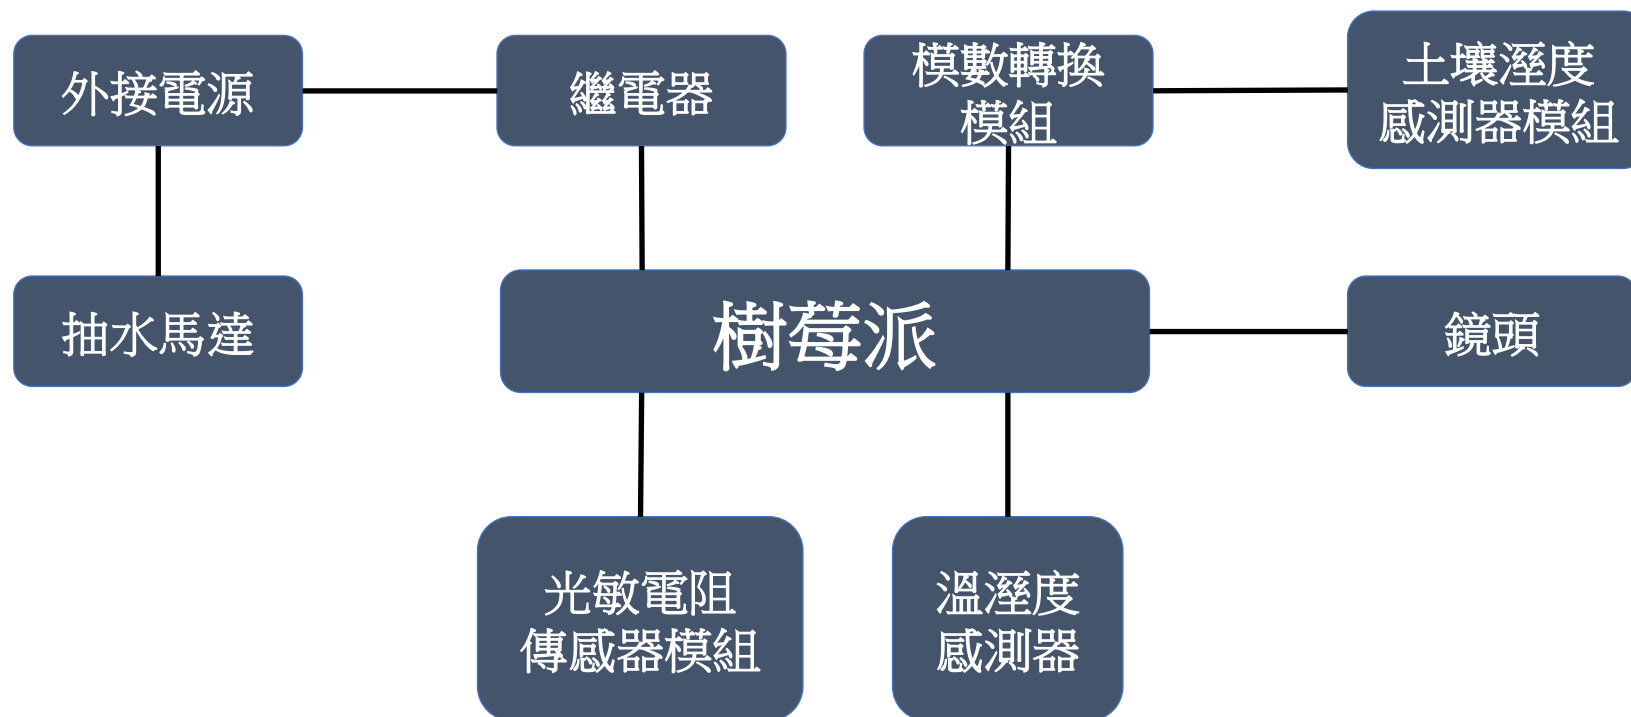 外接電源
繼電器
模數轉換
模組
土壤溼度
感測器模組
抽水馬達
樹莓派
鏡頭
光敏電阻
傳感器模組
溫溼度
感測器